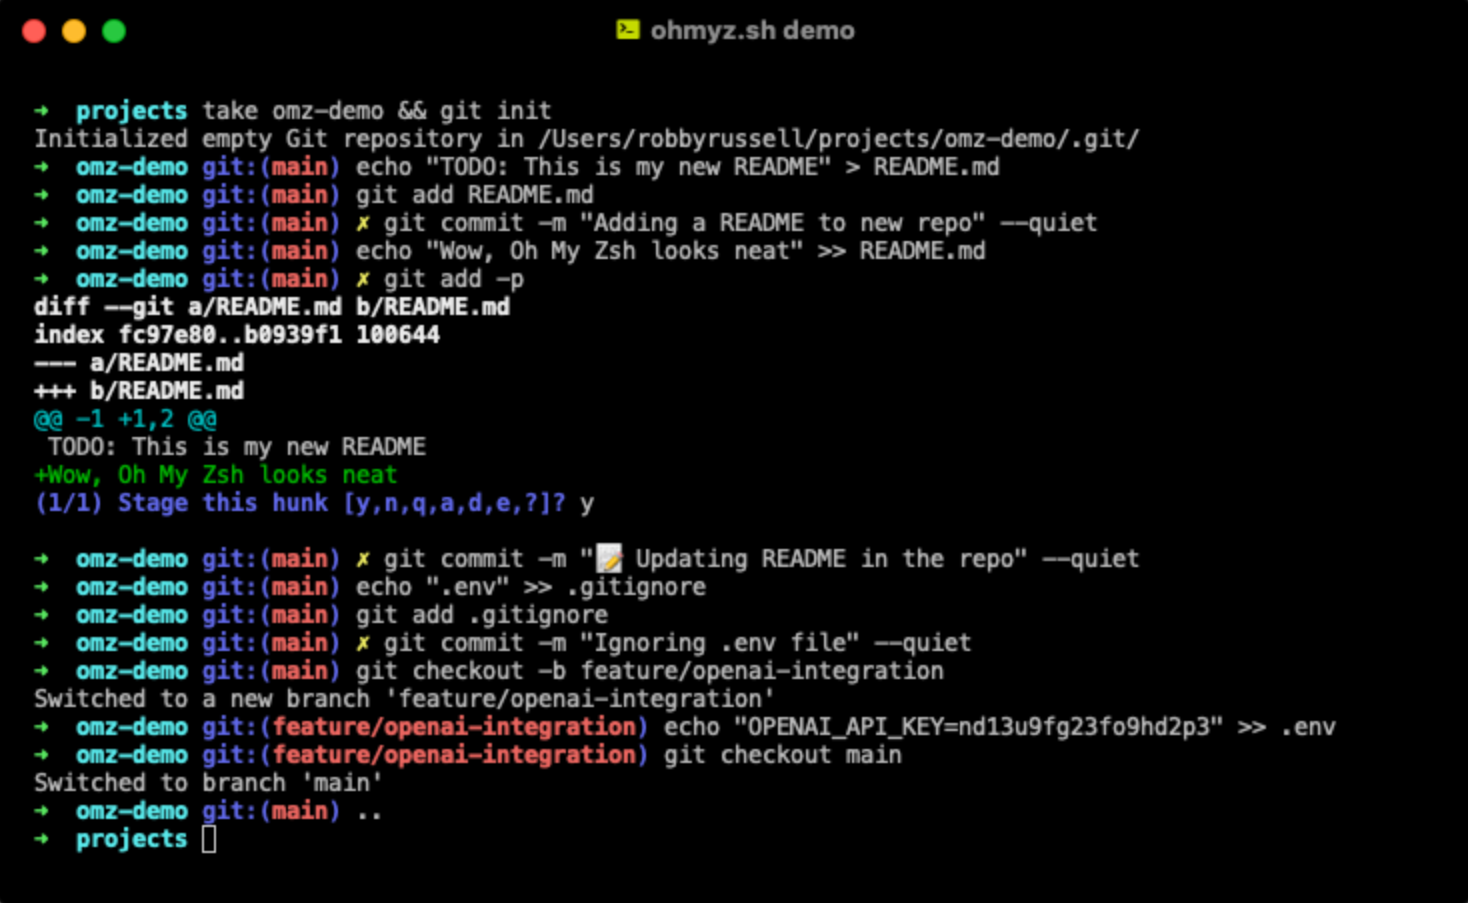 ohmyz.sh demo
➜  projects take omz-demo && git init
Initialized empty Git repository in /Users/robbyrussell/projects/omz-demo/.git/
➜  omz-demo git:(main) echo "TODO: This is my new README" > README.md
➜  omz-demo git:(main) git add README.md
➜  omz-demo git:(main) ✗ git commit -m "Adding a README to new repo" --quiet
➜  omz-demo git:(main) echo "Wow, Oh My Zsh looks neat" >> README.md
➜  omz-demo git:(main) ✗ git add -p
diff --git a/README.md b/README.md
index fc97e80..b0939f1 100644
--- a/README.md
+++ b/README.md
@@ -1 +1,2 @@
 TODO: This is my new README
+Wow, Oh My Zsh looks neat
(1/1) Stage this hunk [y,n,q,a,d,e,?]? y
➜  omz-demo git:(main) ✗ git commit -m "📝 Updating README in the repo" --quiet
➜  omz-demo git:(main) echo ".env" >> .gitignore
➜  omz-demo git:(main) git add .gitignore
➜  omz-demo git:(main) ✗ git commit -m "Ignoring .env file" --quiet
➜  omz-demo git:(main) git checkout -b feature/openai-integration
Switched to a new branch 'feature/openai-integration'
➜  omz-demo git:(feature/openai-integration) echo "OPENAI_API_KEY=nd13u9fg23fo9hd2p3" >> .env
➜  omz-demo git:(feature/openai-integration) git checkout main
Switched to branch 'main'
➜  omz-demo git:(main) ..
➜  projects